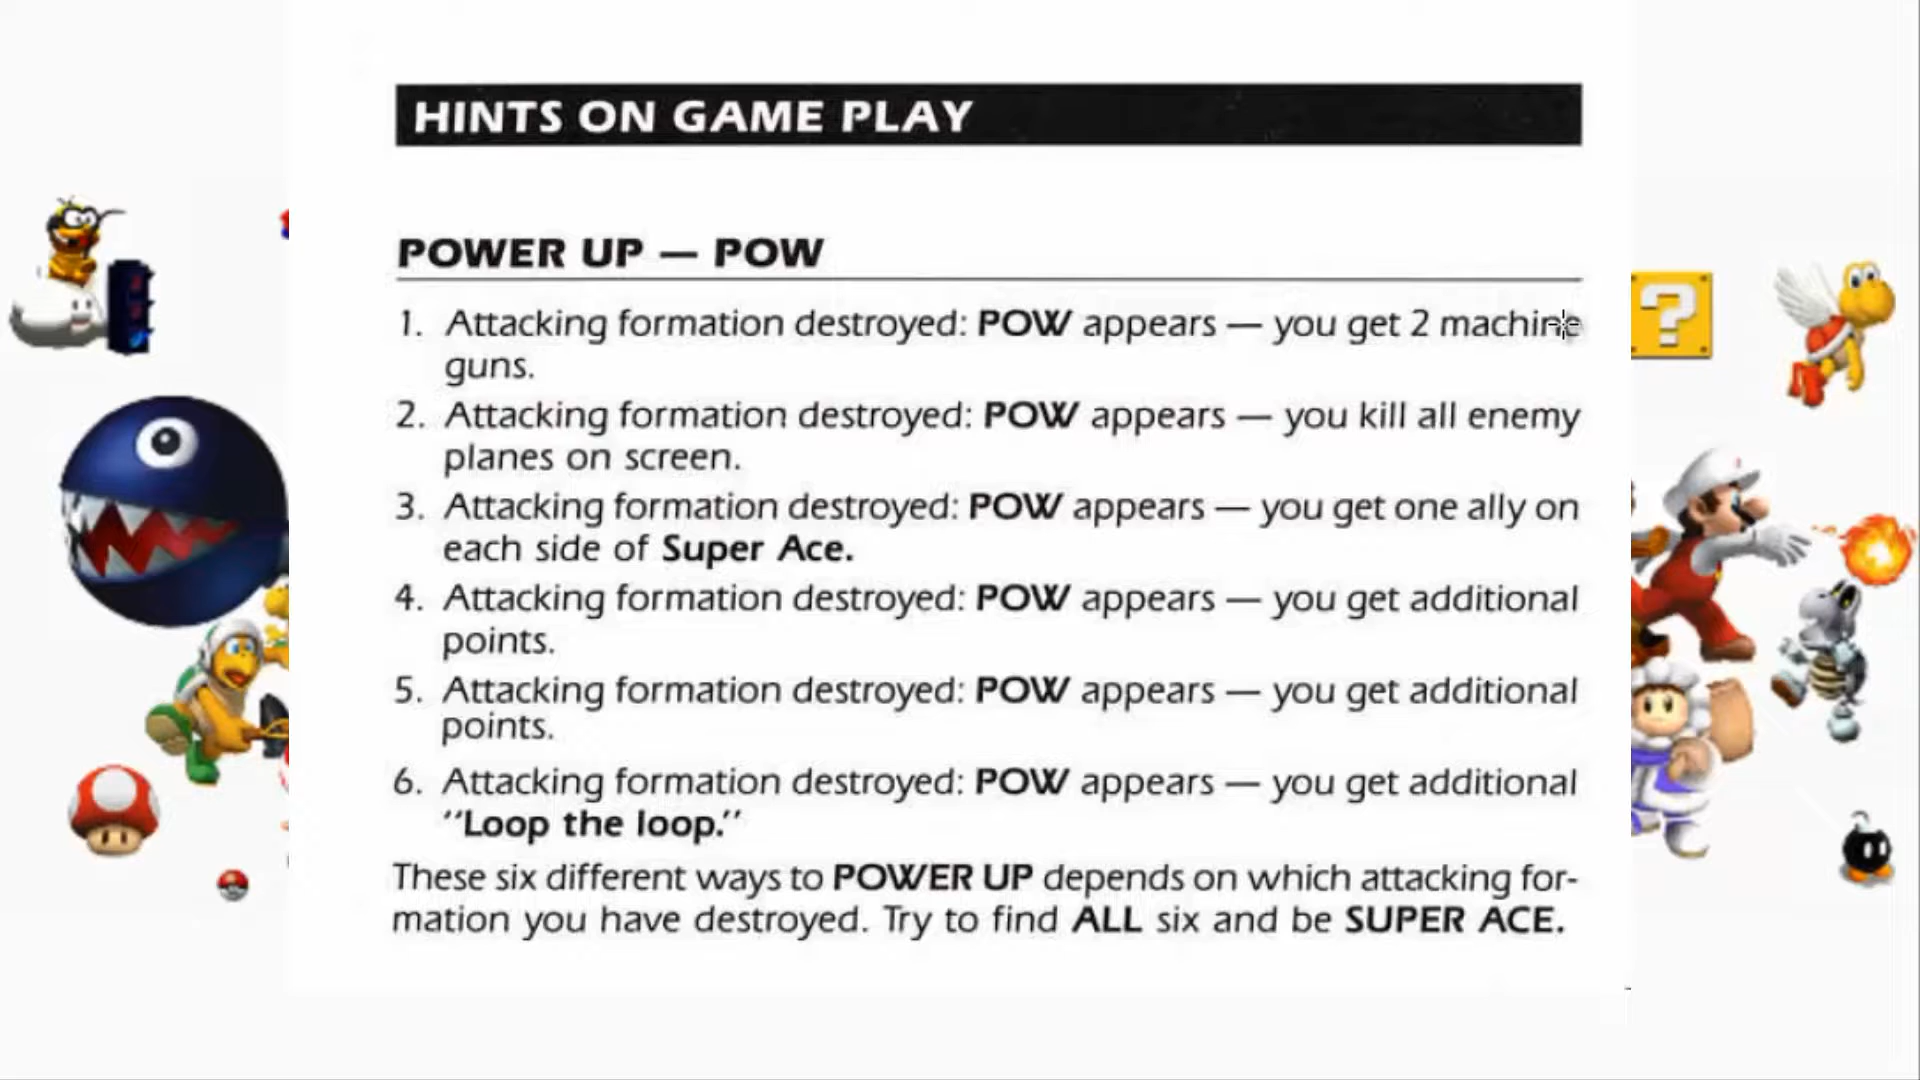 HINTS ON GAME PLAY
POWER UP — POW
1. Attacking formation destroyed: POW appears — you get 2 machine
guns.
2. Attacking formation destroyed: POW appears — you kill all enemy
planes on screen.
3. Attacking formation destroyed: POW appears — you get one ally on
each side of Super Ace.
4. Attacking formation destroyed: POW appears — you get additional
points.
5. Attacking formation destroyed: POW appears — you get additional
points.
6. Attacking formation destroyed: POW appears — you get additional
"Loop the loop."
These six different ways to POWER UP depends on which attacking for-
mation you have destroyed. Try to find ALL six and be SUPER ACE.
?